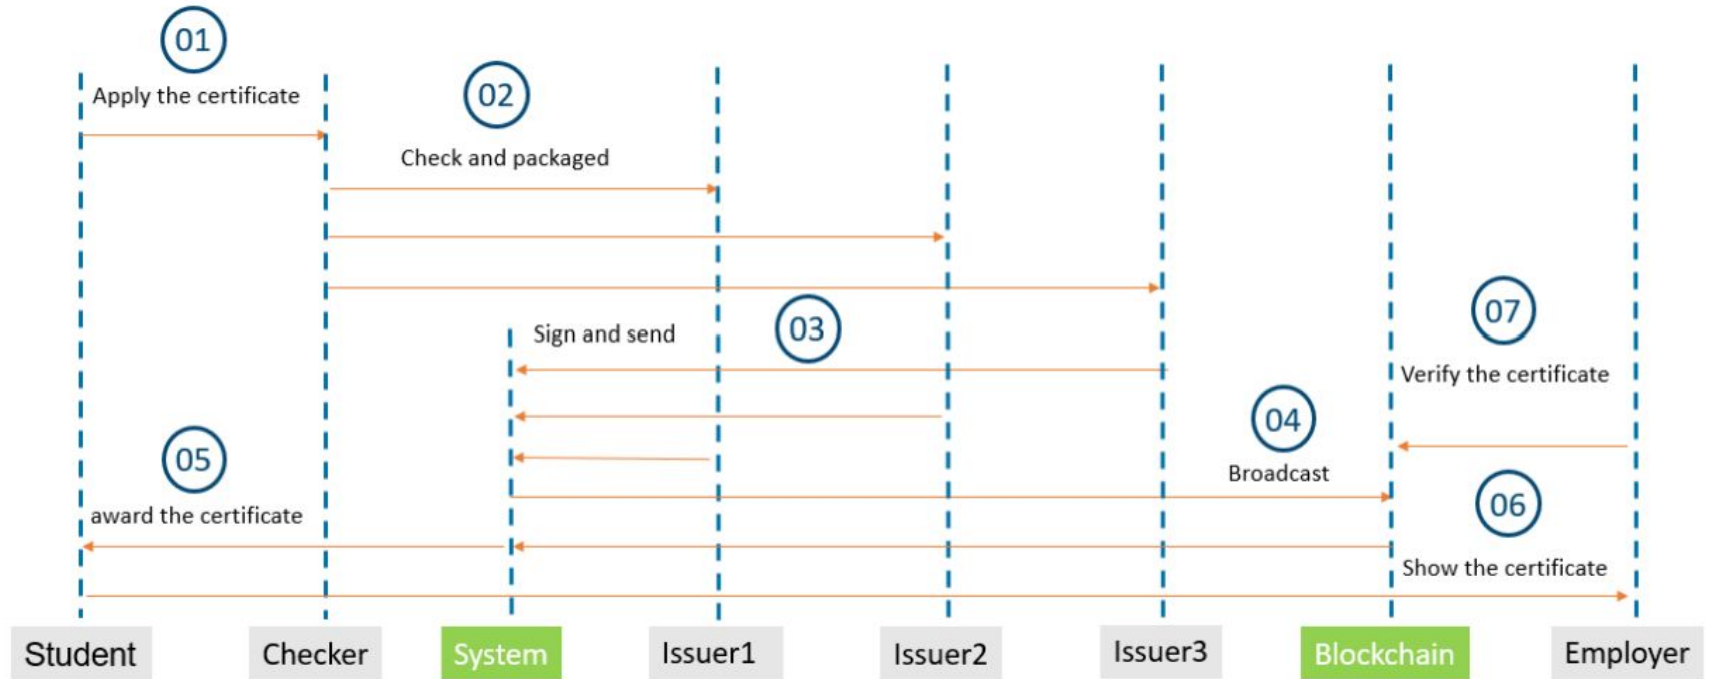 01
Apply the certificate
02
Check and packaged
03
Sign and send
04
Broadcast
05
award the certificate
06
Show the certificate
07
Verify the certificate
Student
Checker
System
Issuer1
Issuer2
Issuer3
Blockchain
Employer